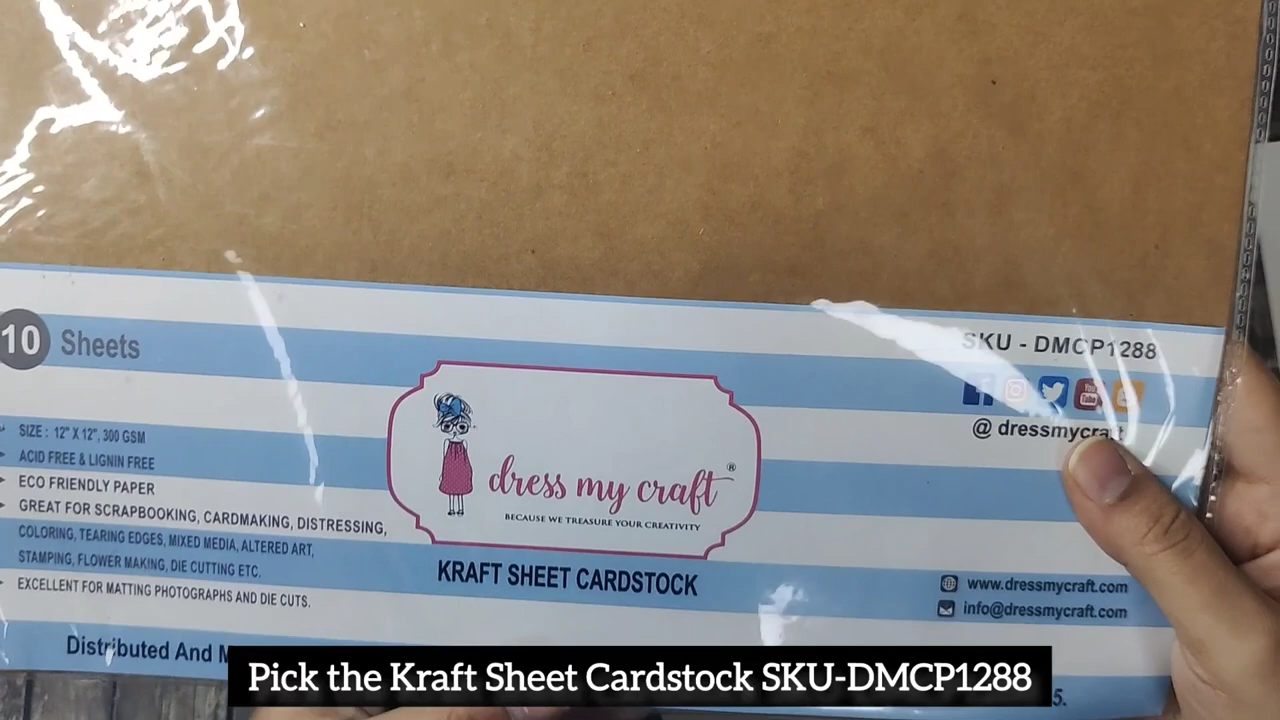 10 Sheets
SKU - DMCP1288
@ dressmycraft
SIZE : 12" X 12", 300 GSM
ACID FREE & LIGNIN FREE
ECO FRIENDLY PAPER
GREAT FOR SCRAPBOOKING, CARDMAKING, DISTRESSING,
COLORING, TEARING EDGES, MIXED MEDIA, ALTERED ART,
STAMPING, FLOWER MAKING, DIE CUTTING ETC.
EXCELLENT FOR MATTING PHOTOGRAPHS AND DIE CUTS.
dress my craft ®
BECAUSE WE TREASURE YOUR CREATIVITY
KRAFT SHEET CARDSTOCK
www.dressmycraft.com
info@dressmycraft.com
Distributed And
5.
Pick the Kraft Sheet Cardstock SKU-DMCP1288